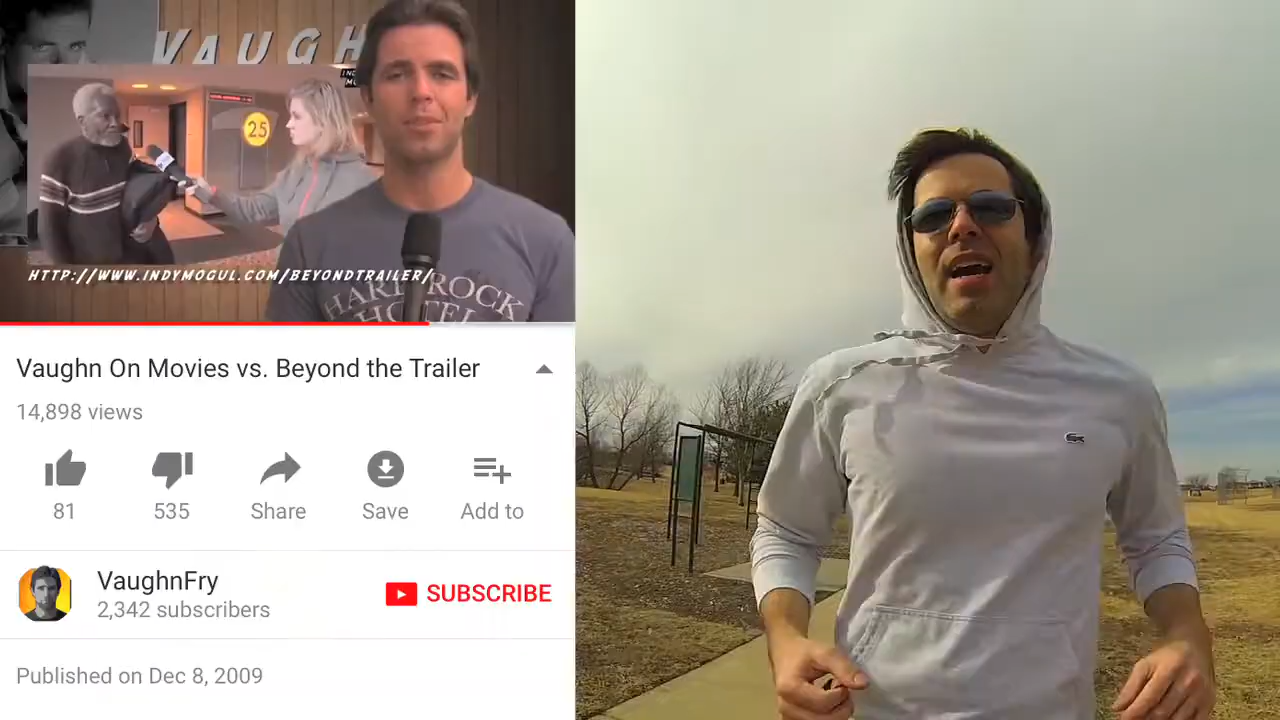 VAUGH
25
HTTP://WWW.INDYMOGUL.COM/BEYONDTRAILER/
HARD ROCK
HOTEL
Vaughn On Movies vs. Beyond the Trailer
14,898 views
81
535
Share
Save
Add to
VaughnFry
2,342 subscribers
SUBSCRIBE
Published on Dec 8, 2009